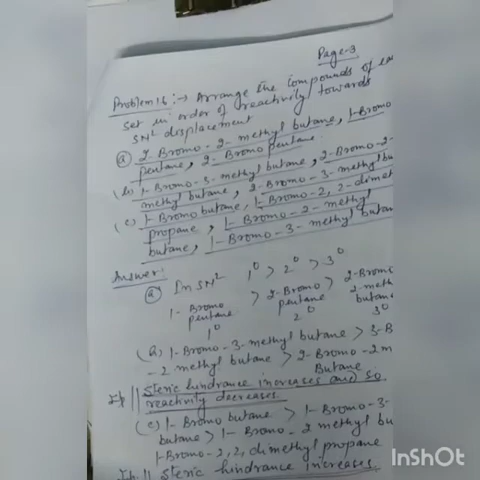 Page-3
Problem 16:→ Arrange the compounds of ea
set in order of reactivity towards
SN² displacement
(a) 2-Bromo-2-methyl butane, 1-Bromo
pentane, 2-Bromo pentane.
(b) 1-Bromo-3-methyl butane, 2-Bromo-2-
methyl butane, 2-Bromo-3-methyl bu
(c) 1-Bromo butane, 1-Bromo-2,2-dimet
propane, 1-Bromo-2-methyl
butane, 1-Bromo-3-methyl butan
Answer:
(a) In SN² 1° > 2° > 3°
1-Bromo > 2-Bromo > 2-Bromo
pentane pentane 2-meth
1° 2° butan
3°
(b) 1-Bromo-3-methyl butane > 3-B
-2 methyl butane > 2-Bromo-2m
Butane
Steric hindrance increases and so
reactivity decreases.
(c) 1-Bromo butane > 1-Bromo-3-
butane > 1-Bromo-2 methyl bu
1-Bromo-2,2, dimethyl propane
Steric hindrance increases
InShOt